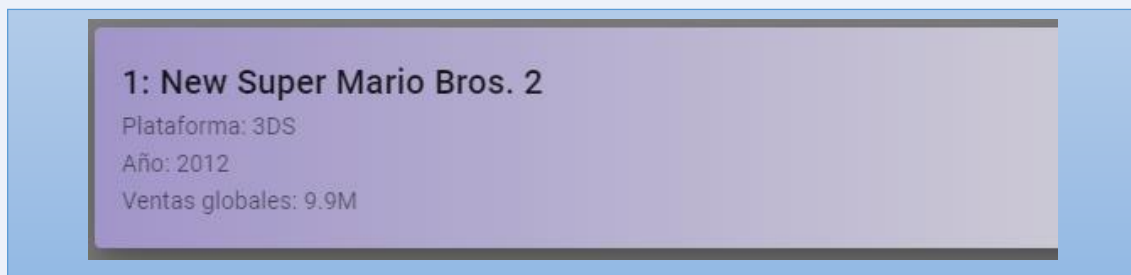 1: New Super Mario Bros. 2
Plataforma: 3DS
Año: 2012
Ventas globales: 9.9M